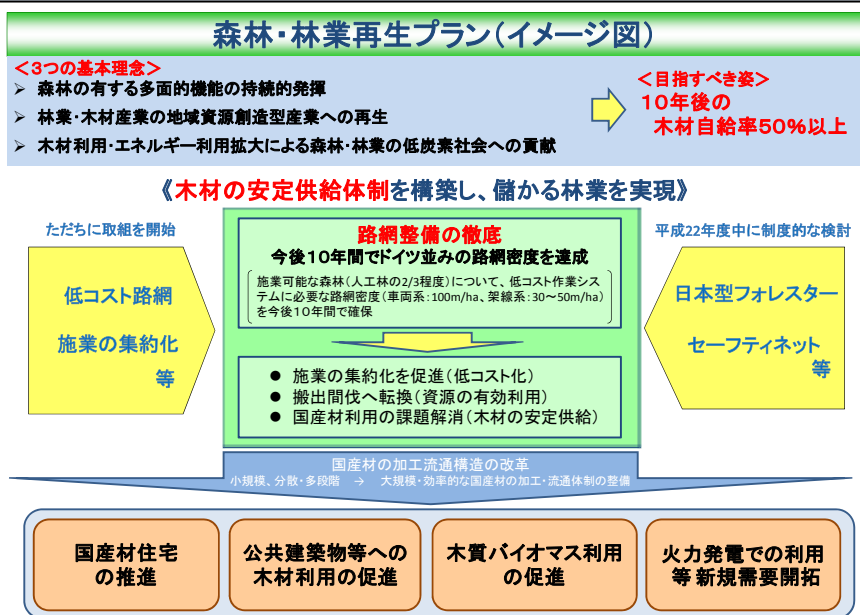 森林・林業再生プラン(イメージ図)
<3つの基本理念>
➢ 森林の有する多面的機能の持続的発揮
➢ 林業・木材産業の地域資源創造型産業への再生
➢ 木材利用・エネルギー利用拡大による森林・林業の低炭素社会への貢献
<目指すべき姿>
10年後の
木材自給率50%以上
《木材の安定供給体制を構築し、儲かる林業を実現》
ただちに取組を開始
低コスト路網
施業の集約化
等
路網整備の徹底
今後10年間でドイツ並みの路網密度を達成
施業可能な森林(人工林の2/3程度)について、低コスト作業シス
テムに必要な路網密度(車両系:100m/ha、架線系:30~50m/ha)
を今後10年間で確保
● 施業の集約化を促進(低コスト化)
● 搬出間伐へ転換(資源の有効利用)
● 国産材利用の課題解消(木材の安定供給)
平成22年度中に制度的な検討
日本型フォレスター
セーフティネット
等
国産材の加工流通構造の改革
小規模、分散・多段階 → 大規模・効率的な国産材の加工・流通体制の整備
国産材住宅
の推進
公共建築物等への
木材利用の促進
木質バイオマス利用
の促進
火力発電での利用
等 新規需要開拓